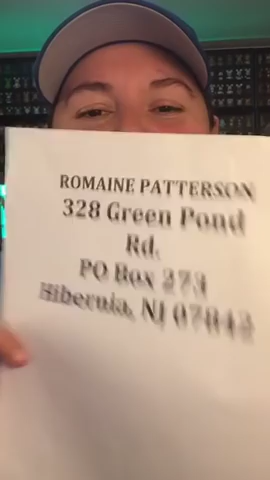 ROMAINE PATTERSON
328 Green Pond
Rd.
PO Box 273
Hibernia, NJ 07842